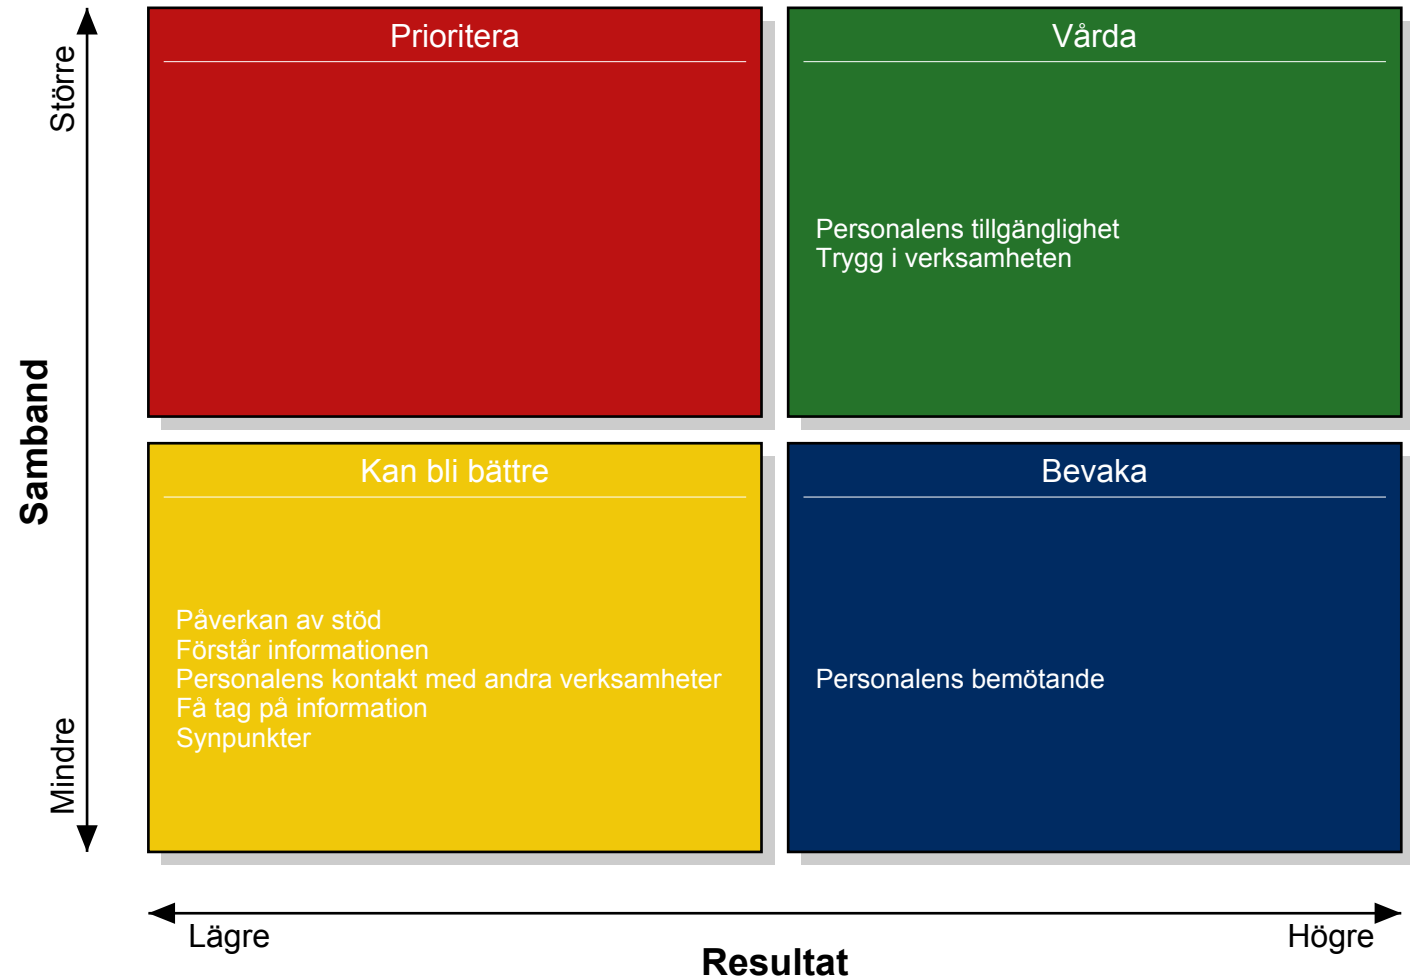 Större
Samband
Mindre
Prioritera
Vårda
Personalens tillgänglighet
Trygg i verksamheten
Kan bli bättre
Påverkan av stöd
Förstår informationen
Personalens kontakt med andra verksamheter
Få tag på information
Synpunkter
Bevaka
Personalens bemötande
Lägre
Högre
Resultat